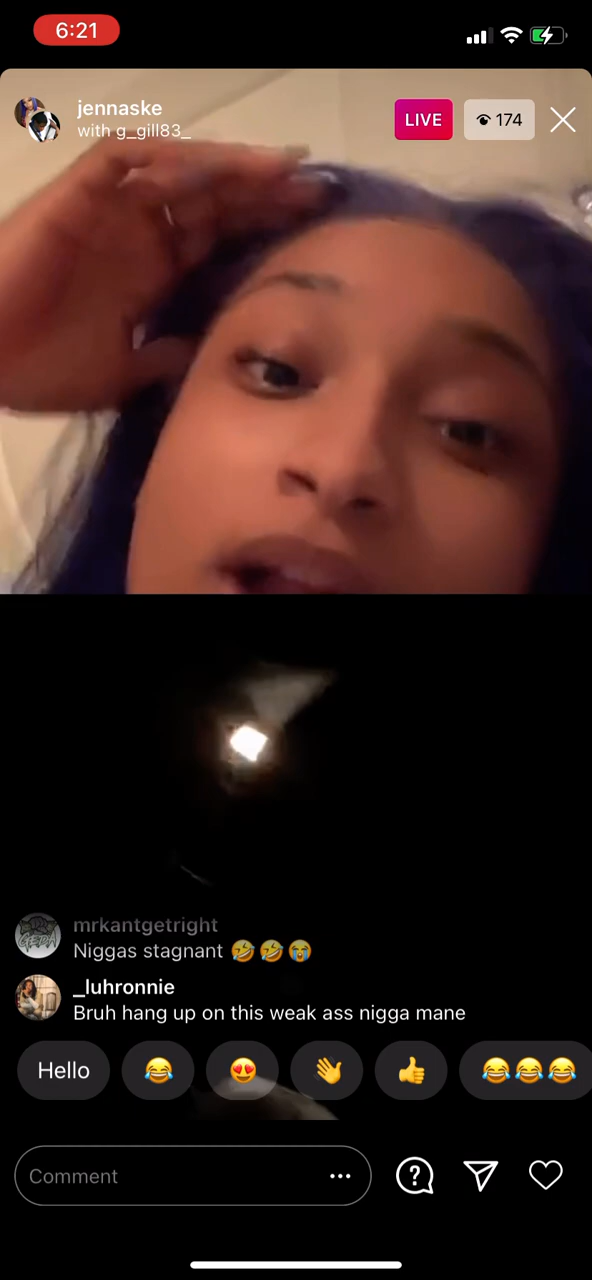 6:21
jennaske
with g_gill83_
LIVE
174
mrkantgetright
Niggas stagnant 🤣🤣😭
_luhronnie
Bruh hang up on this weak ass nigga mane
Hello 😂 😍 👋 👍 😂😂😂
Comment